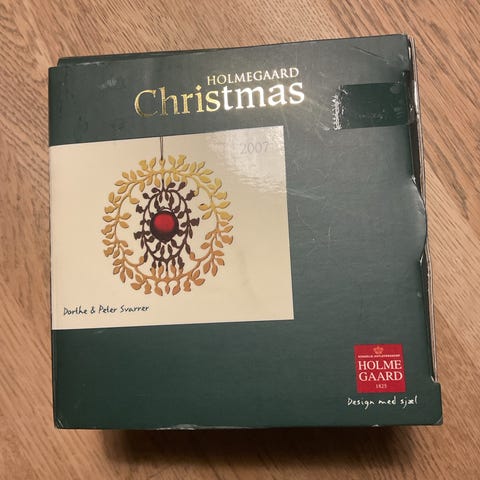 HOLMEGAARD
Christmas
2007
Dorthe & Peter Svarrer
HOLME
GAARD
1825
Design med sjæl